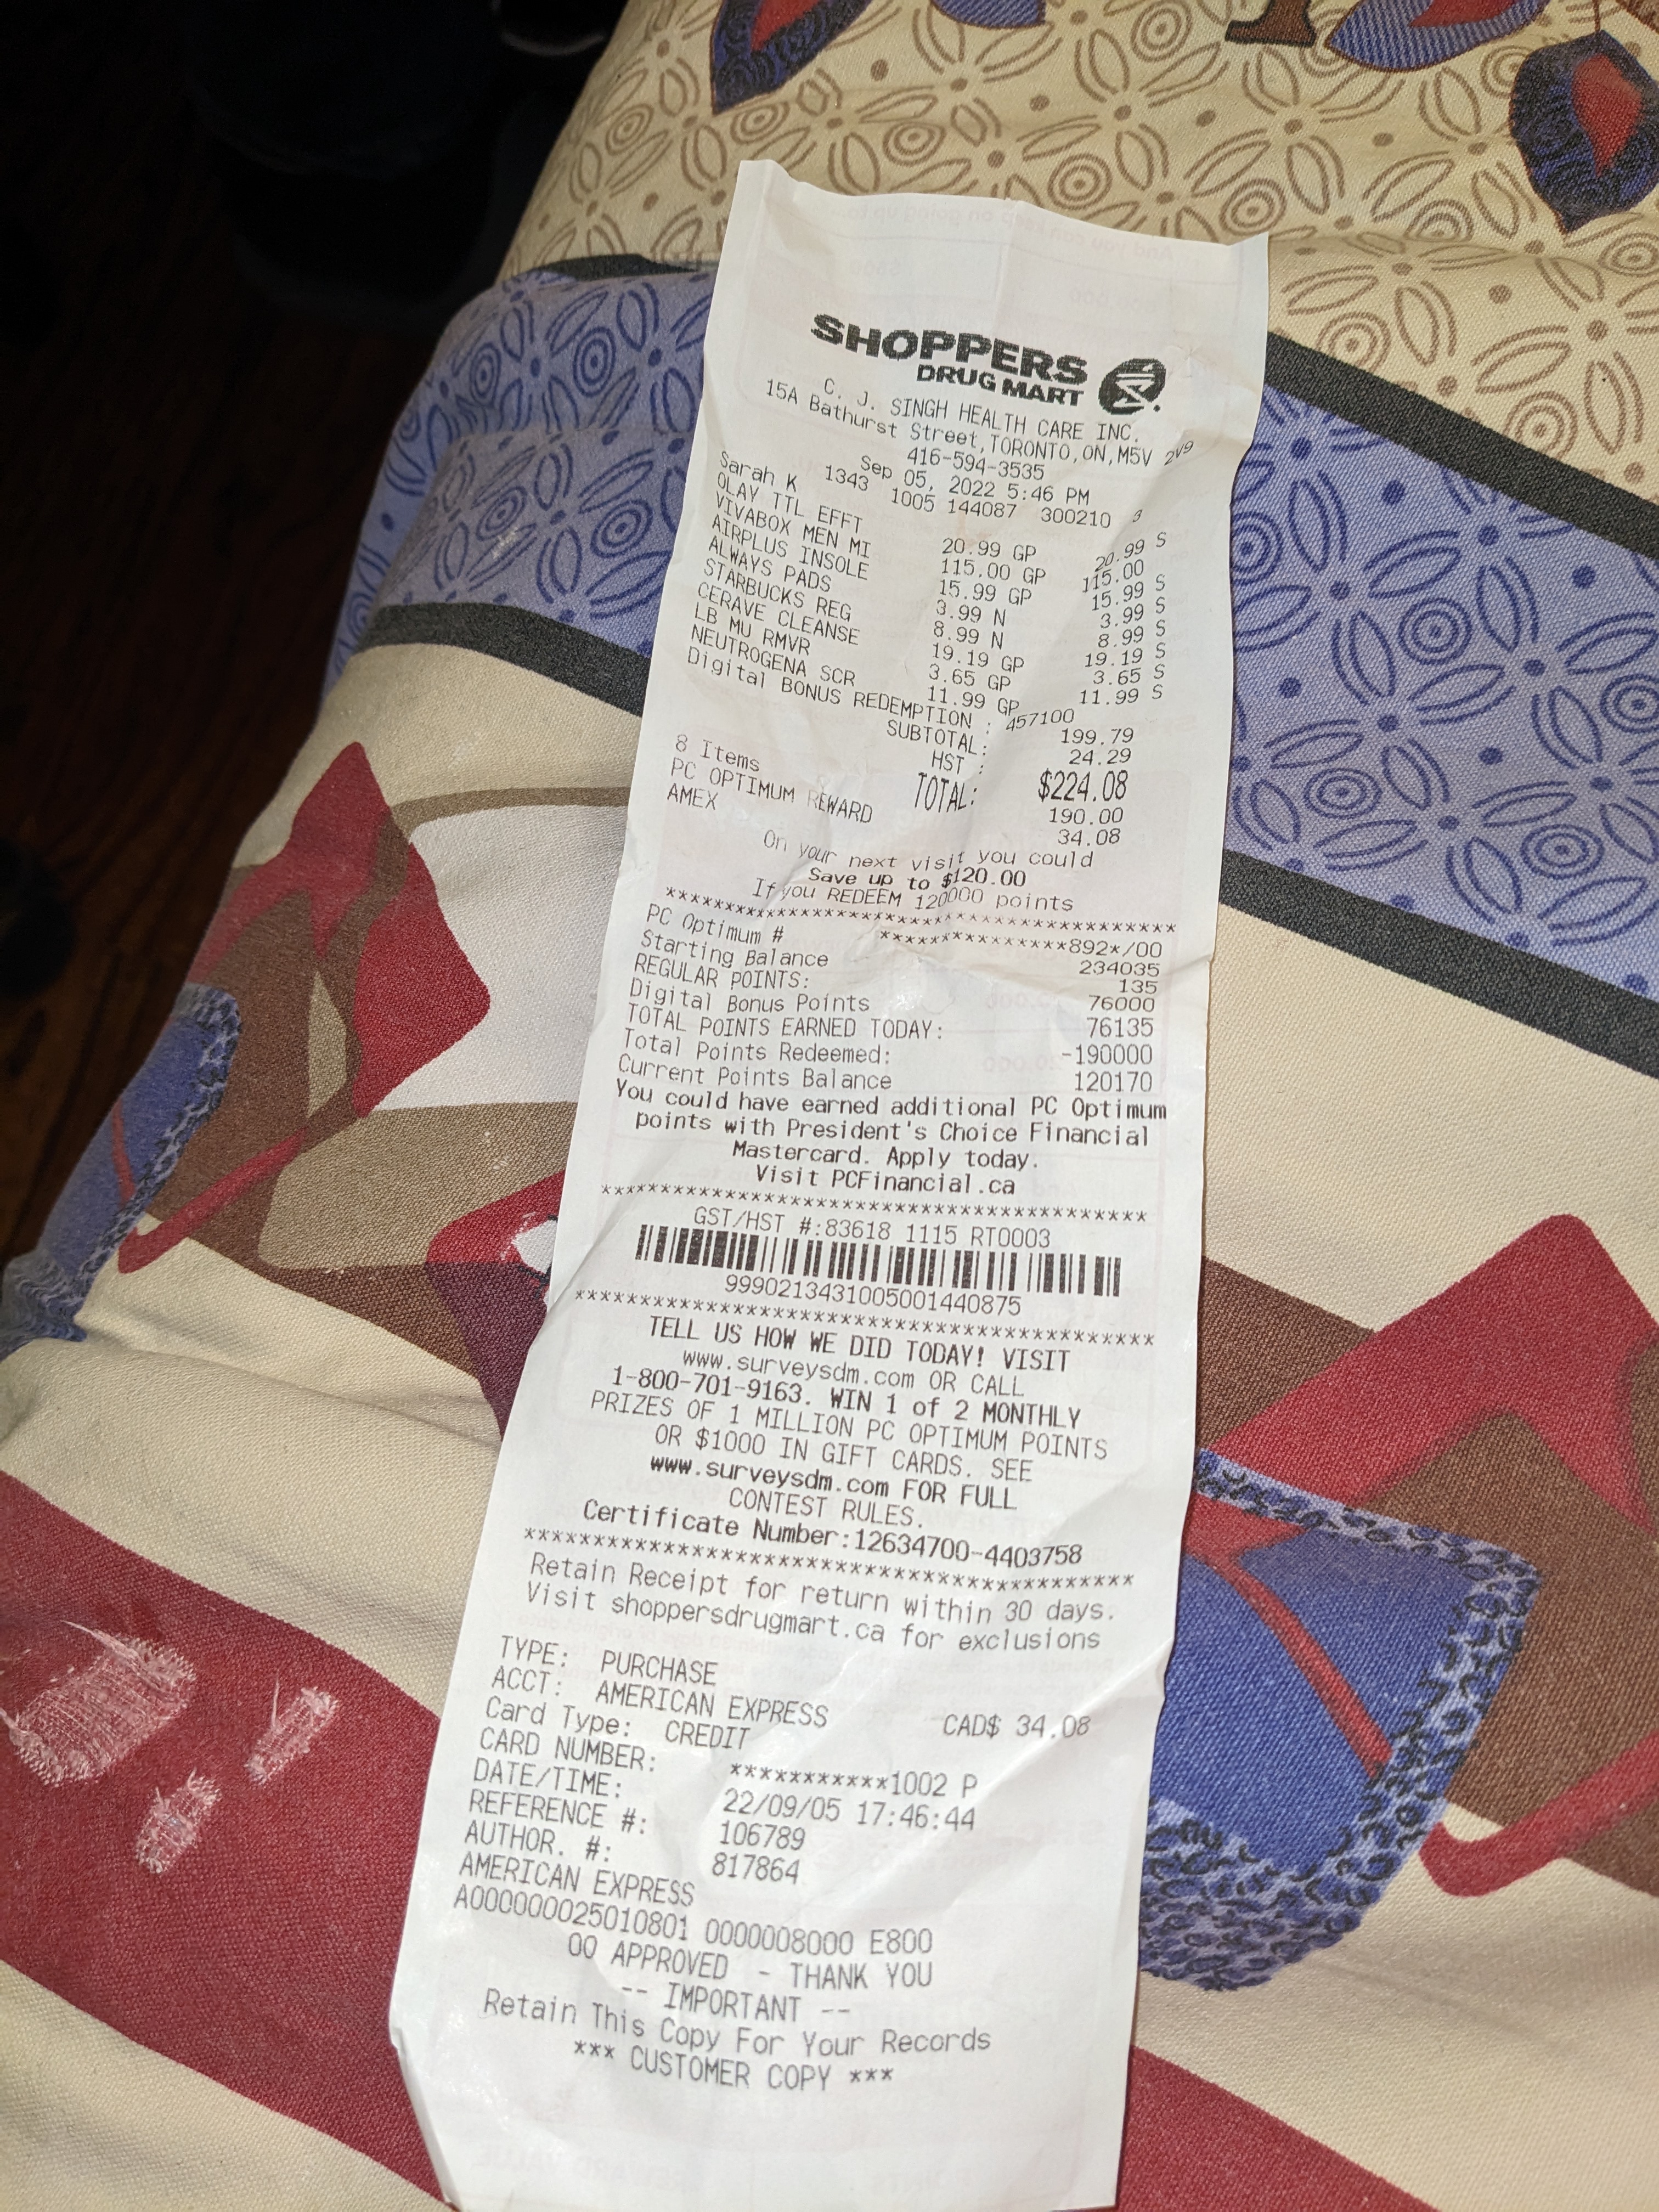 SHOPPERS
DRUG MART
C. J. SINGH HEALTH CARE INC.
15A Bathurst Street,TORONTO,ON,M5V 2V9
416-594-3535
Sep 05, 2022 5:46 PM
Sarah K 1343 1005 144087 300210 3
OLAY TTL EFFT 20.99 GP 20.99 S
VIVABOX MEN MI 115.00 GP 115.00
AIRPLUS INSOLE 15.99 GP 15.99 S
ALWAYS PADS 3.99 N 3.99 S
STARBUCKS REG 8.99 N 8.99 S
CERAVE CLEANSE 19.19 GP 19.19 S
LB MU RMVR 3.65 GP 3.65 S
NEUTROGENA SCR 11.99 GP 11.99 S
Digital BONUS REDEMPTION : 457100
SUBTOTAL: 199.79
HST : 24.29
8 Items TOTAL: $224.08
PC OPTIMUM REWARD 190.00
AMEX 34.08
On your next visit you could
Save up to $120.00
If you REDEEM 120000 points
****************************************
PC Optimum # **************892*/00
Starting Balance 234035
REGULAR POINTS: 135
Digital Bonus Points 76000
TOTAL POINTS EARNED TODAY: 76135
Total Points Redeemed: -190000
Current Points Balance 120170
You could have earned additional PC Optimum
points with President's Choice Financial
Mastercard. Apply today.
Visit PCFinancial.ca
****************************************
GST/HST #:83618 1115 RT0003
9990213431005001440875
****************************************
TELL US HOW WE DID TODAY! VISIT
www.surveysdm.com OR CALL
1-800-701-9163. WIN 1 of 2 MONTHLY
PRIZES OF 1 MILLION PC OPTIMUM POINTS
OR $1000 IN GIFT CARDS. SEE
www.surveysdm.com FOR FULL
CONTEST RULES.
Certificate Number:12634700-4403758
****************************************
Retain Receipt for return within 30 days.
Visit shoppersdrugmart.ca for exclusions
TYPE: PURCHASE
ACCT: AMERICAN EXPRESS CAD$ 34.08
Card Type: CREDIT
CARD NUMBER: ***********1002 P
DATE/TIME: 22/09/05 17:46:44
REFERENCE #: 106789
AUTHOR. #: 817864
AMERICAN EXPRESS
A000000025010801 0000008000 E800
00 APPROVED - THANK YOU
-- IMPORTANT --
Retain This Copy For Your Records
*** CUSTOMER COPY ***